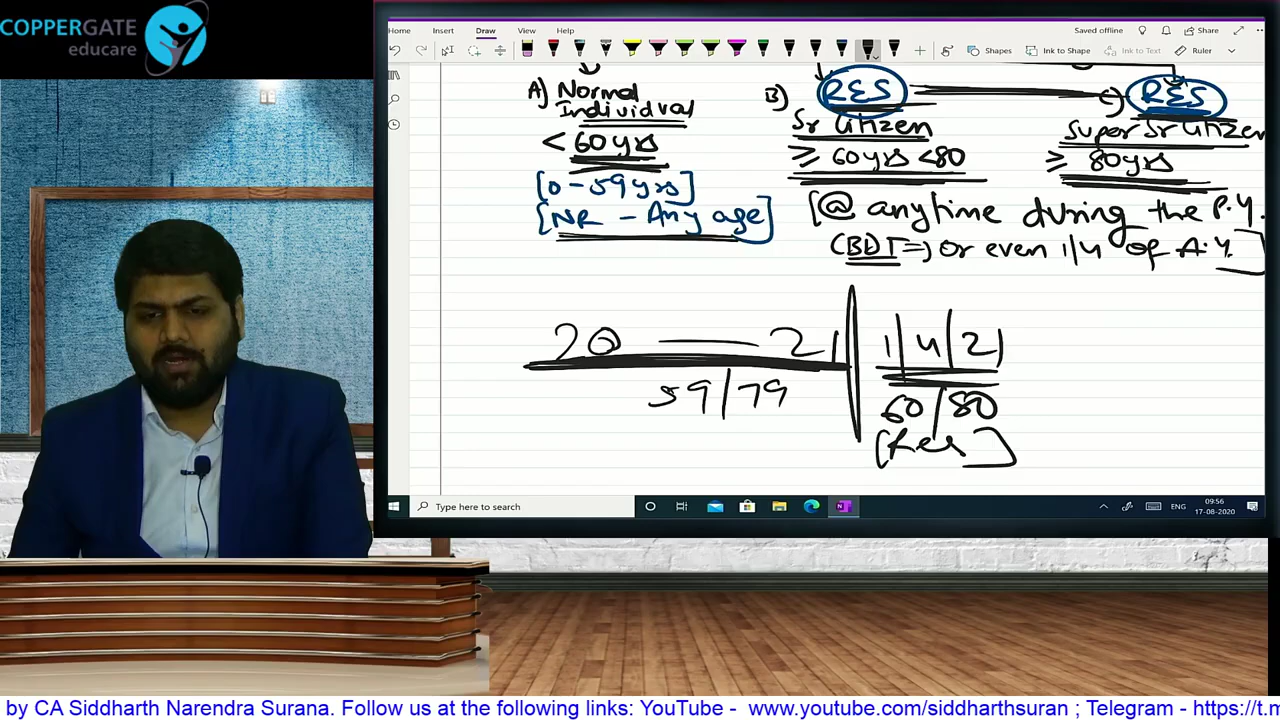 COPPERGATE
educare
Home Insert Draw View Help
Saved offline
Share
Shapes
Ink to Shape
Ink to Text
Ruler
A) Normal
Individual
< 60 yrs
[0-59 yrs]
[NR - Any age]
B) RES
Sr Citizen
≥ 60 yrs <80
C) RES
Super Sr Citizen
≥ 80 yrs
[@ anytime during the P.Y.
(BDT => or even 1/4 of A.Y.]
20 — 21
59/79
1/4/21
60/80
[Res]
Type here to search
ENG
09:56
17-08-2020
by CA Siddharth Narendra Surana. Follow us at the following links: YouTube - www.youtube.com/siddharthsuran ; Telegram - https://t.m